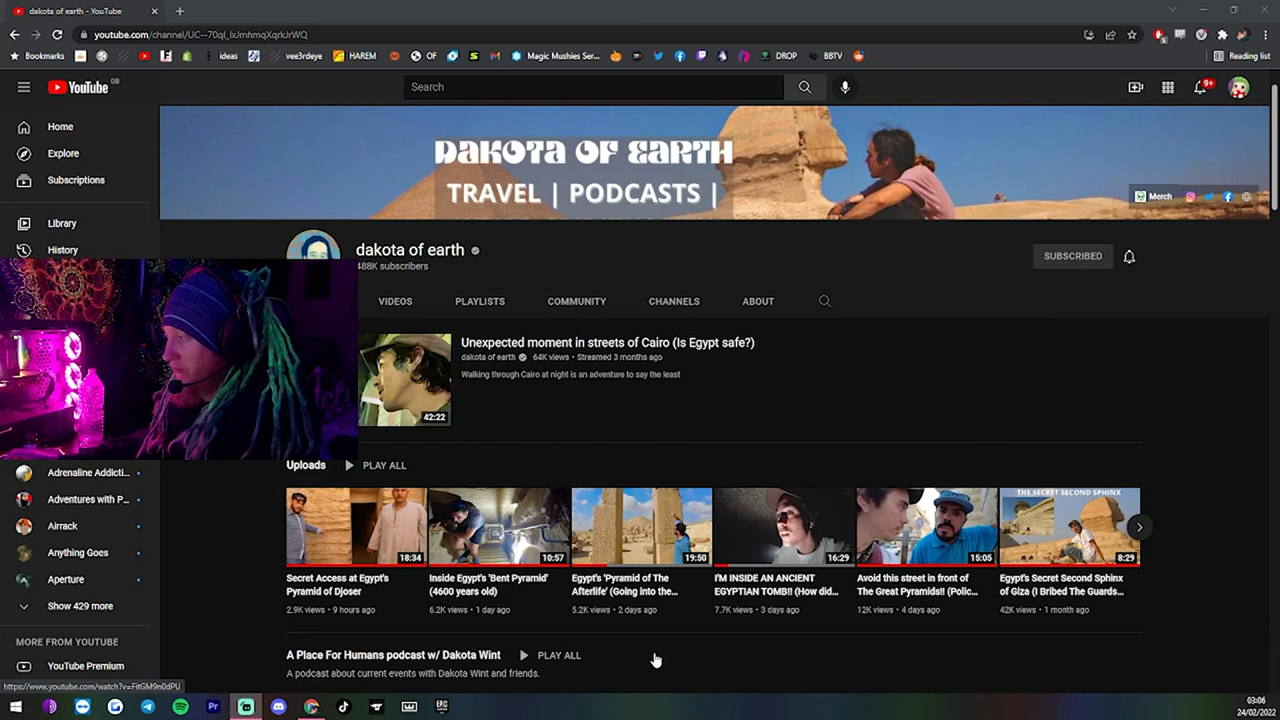 dakota of earth - YouTube
youtube.com/channel/UC--70ql_IxJmhmqXqrkJrWQ
Bookmarks
ideas
vee3rdeye
HAREM
OF
Magic Mushies Ser...
DROP
BBTV
Reading list
YouTube GB
Search
9+
Home
Explore
Subscriptions
Library
History
DAKOTA OF EARTH
TRAVEL | PODCASTS |
Merch
dakota of earth
488K subscribers
SUBSCRIBED
VIDEOS PLAYLISTS COMMUNITY CHANNELS ABOUT
Unexpected moment in streets of Cairo (Is Egypt safe?)
dakota of earth 64K views • Streamed 3 months ago
Walking through Cairo at night is an adventure to say the least
42:22
Uploads PLAY ALL
18:34
Secret Access at Egypt's
Pyramid of Djoser
2.9K views • 9 hours ago
10:57
Inside Egypt's 'Bent Pyramid'
(4600 years old)
6.2K views • 1 day ago
19:50
Egypt's 'Pyramid of The
Afterlife' (Going into the...
5.2K views • 2 days ago
16:29
I'M INSIDE AN ANCIENT
EGYPTIAN TOMB!! (How did...
7.7K views • 3 days ago
15:05
Avoid this street in front of
The Great Pyramids!! (Polic...
12K views • 4 days ago
THE SECRET SECOND SPHINX
8:29
Egypt's Secret Second Sphinx
of Giza (I Bribed The Guards...
42K views • 1 month ago
A Place For Humans podcast w/ Dakota Wint PLAY ALL
A podcast about current events with Dakota Wint and friends.
Adrenaline Addicti...
Adventures with P...
Airrack
Anything Goes
Aperture
Show 429 more
MORE FROM YOUTUBE
YouTube Premium
https://www.youtube.com/watch?v=FitGM9n0dPU
Pr
EPIC
03:06
24/02/2022